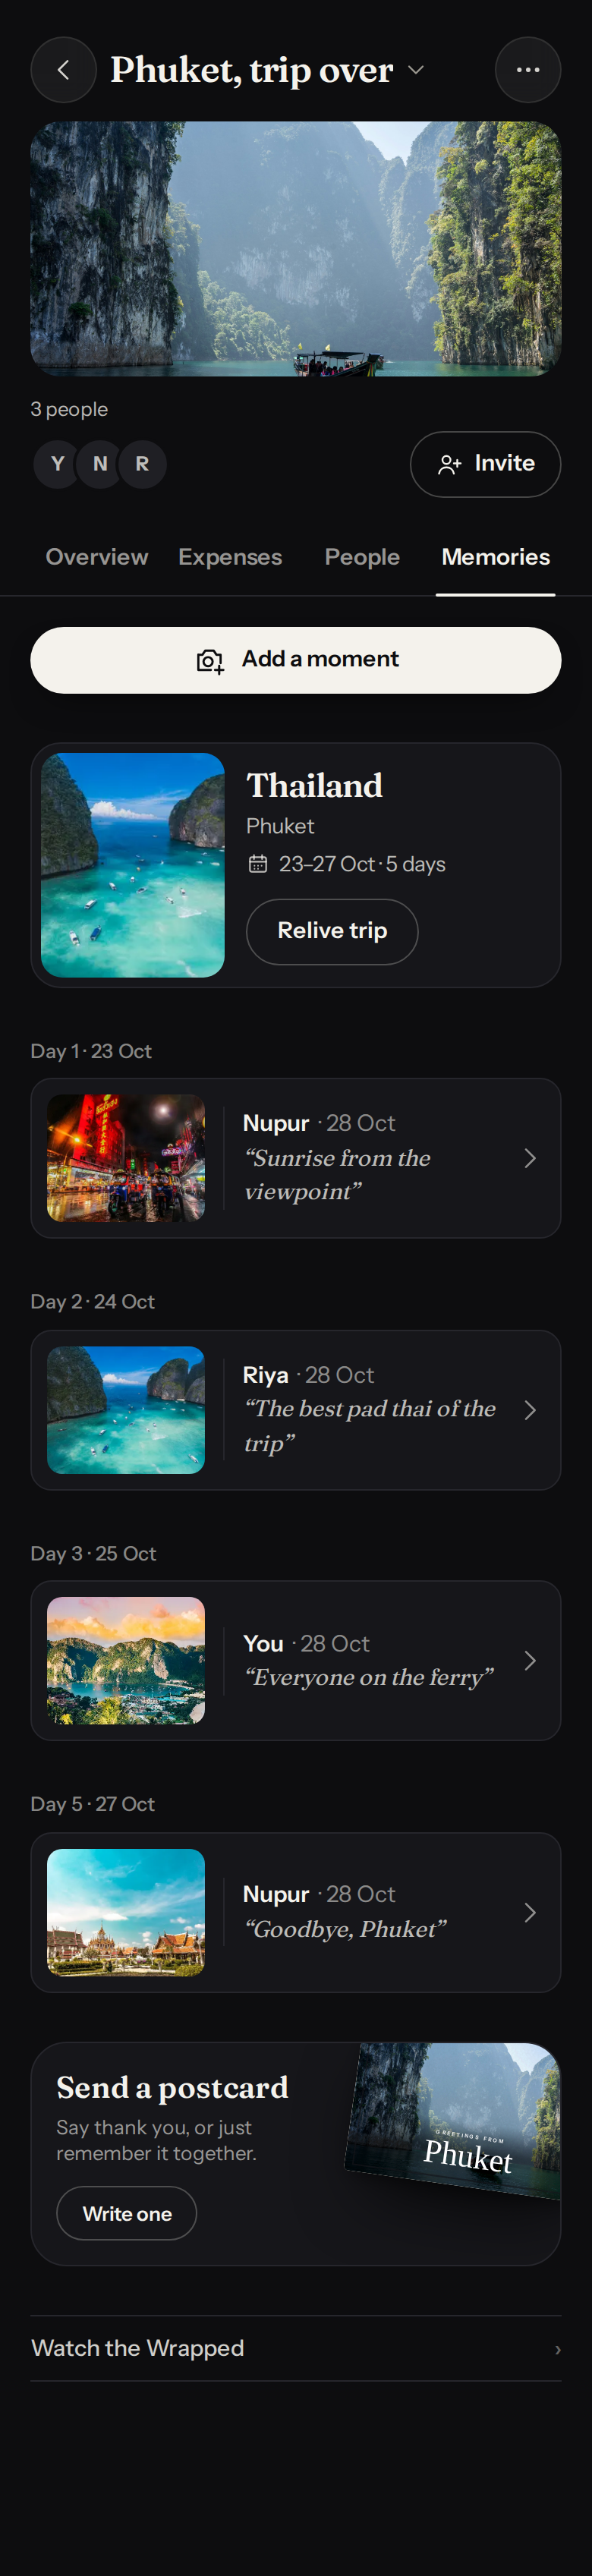 Phuket, trip over
3 people
Y N R
Invite
Overview Expenses People Memories
Add a moment
Thailand
Phuket
23–27 Oct · 5 days
Relive trip
Day 1 · 23 Oct
Nupur · 28 Oct
“Sunrise from the
viewpoint”
Day 2 · 24 Oct
Riya · 28 Oct
“The best pad thai of the
trip”
Day 3 · 25 Oct
You · 28 Oct
“Everyone on the ferry”
Day 5 · 27 Oct
Nupur · 28 Oct
“Goodbye, Phuket”
Send a postcard
Say thank you, or just
remember it together.
Write one
GREETINGS FROM
Phuket
Watch the Wrapped